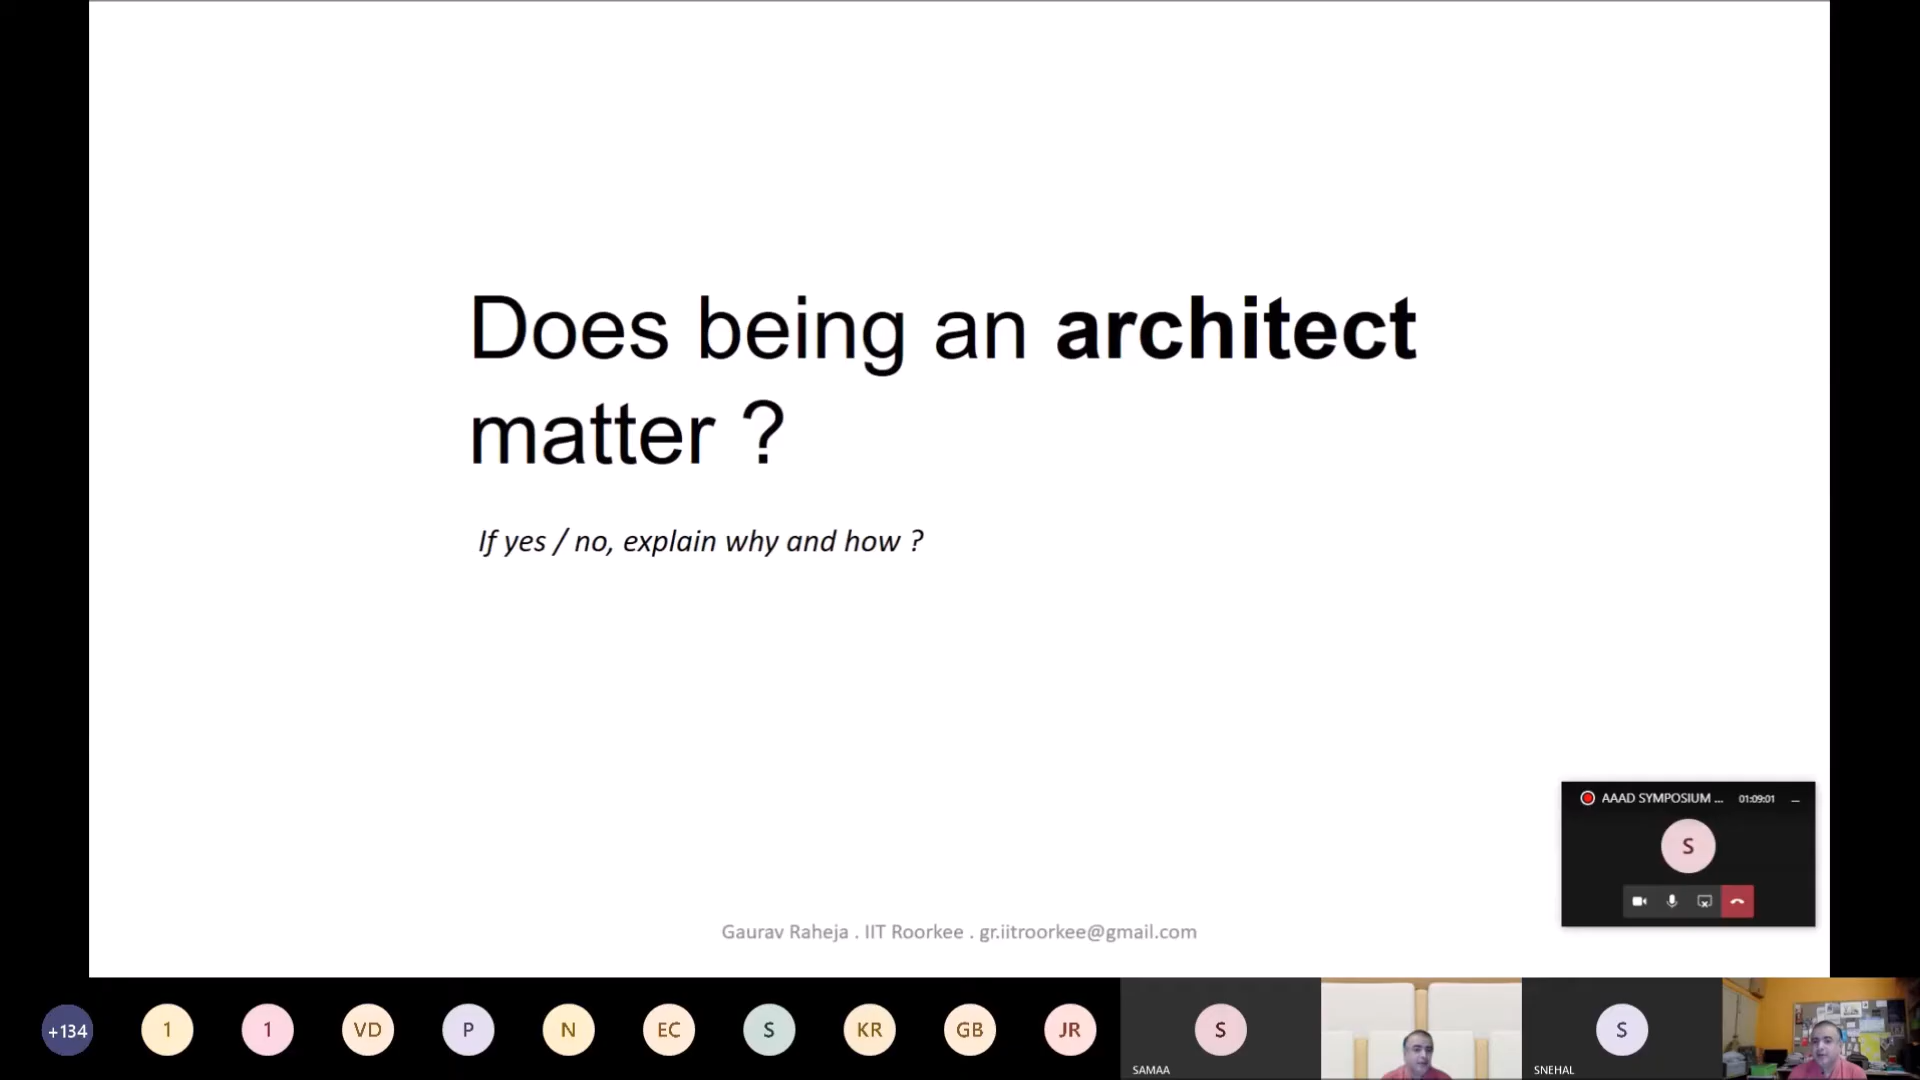 Does being an architect
matter ?
If yes / no, explain why and how ?
AAAD SYMPOSIUM ... 01:09:01
S
Gaurav Raheja . IIT Roorkee . gr.iitroorkee@gmail.com
+134 1 1 VD P N EC S KR GB JR S S
SAMAA SNEHAL